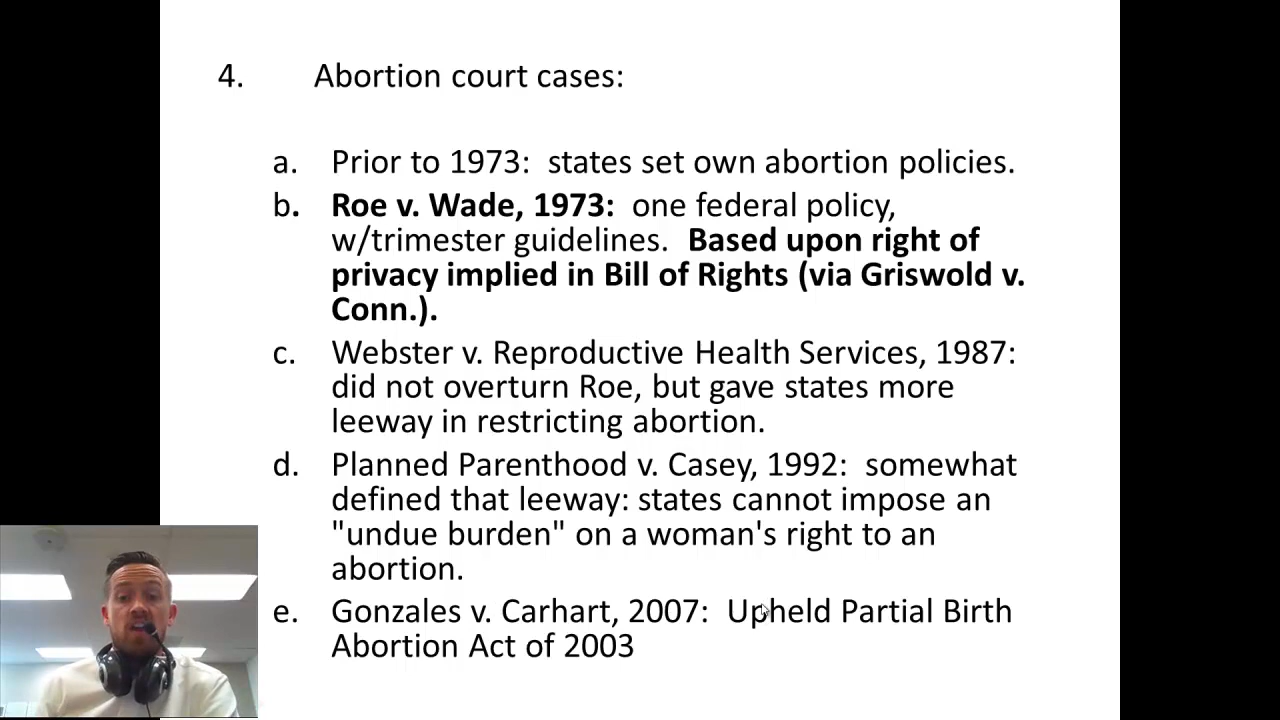 4. Abortion court cases:
a. Prior to 1973: states set own abortion policies.
b. Roe v. Wade, 1973: one federal policy,
w/trimester guidelines. Based upon right of
privacy implied in Bill of Rights (via Griswold v.
Conn.).
c. Webster v. Reproductive Health Services, 1987:
did not overturn Roe, but gave states more
leeway in restricting abortion.
d. Planned Parenthood v. Casey, 1992: somewhat
defined that leeway: states cannot impose an
"undue burden" on a woman's right to an
abortion.
e. Gonzales v. Carhart, 2007: Upheld Partial Birth
Abortion Act of 2003